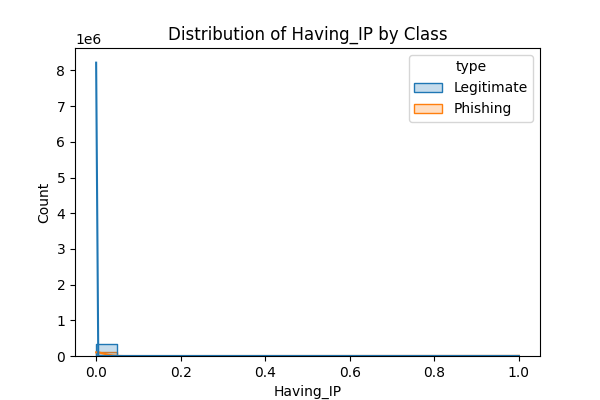 Distribution of Having_IP by Class
1e6
type
Legitimate
Phishing
8
7
6
5
4
3
2
1
0
Count
0.0 0.2 0.4 0.6 0.8 1.0
Having_IP